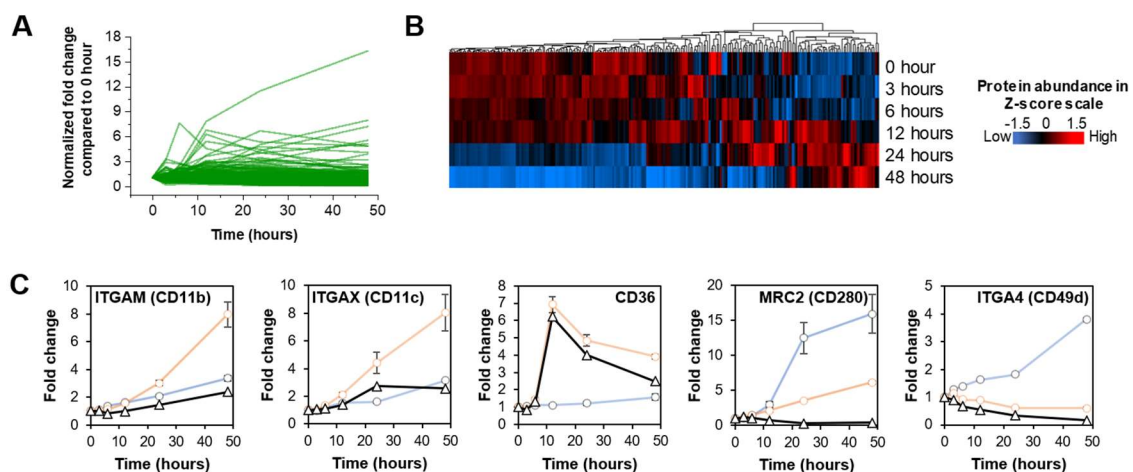 A
Normalized fold change
compared to 0 hour
18
15
12
9
6
3
0
0 10 20 30 40 50
Time (hours)
B
0 hour
3 hours
6 hours
12 hours
24 hours
48 hours
Protein abundance in
Z-score scale
-1.5 0 1.5
Low High
C
ITGAM (CD11b)
Fold change
10
8
6
4
2
0
0 10 20 30 40 50
Time (hours)
ITGAX (CD11c)
Fold change
10
8
6
4
2
0
0 10 20 30 40 50
Time (hours)
CD36
Fold change
8
7
6
5
4
3
2
1
0
0 10 20 30 40 50
Time (hours)
MRC2 (CD280)
Fold change
20
15
10
5
0
0 10 20 30 40 50
Time (hours)
ITGA4 (CD49d)
Fold change
5
4
3
2
1
0
0 10 20 30 40 50
Time (hours)